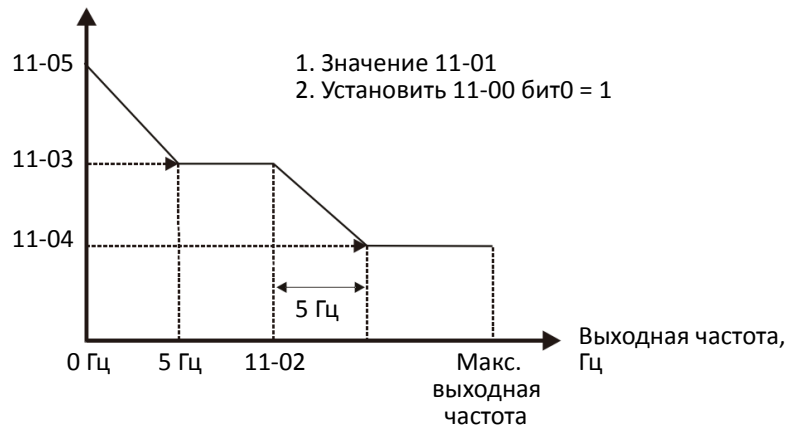 11-05
1. Значение 11-01
2. Установить 11-00 бит0 = 1
11-03
11-04
5 Гц
0 Гц
5 Гц
11-02
Макс.
выходная
частота
Выходная частота,
Гц